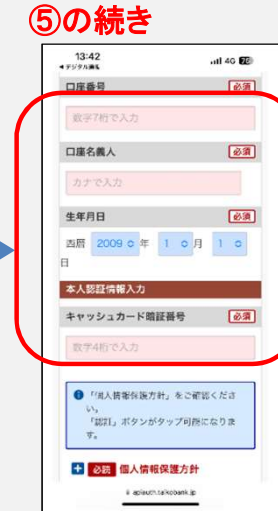 ⑤の続き
13:42
4G 76
◀デジタル通帳
口座番号 必須
数字7桁で入力
口座名義人 必須
カナで入力
生年月日 必須
西暦 2009 年 1 月 1
日
本人認証情報入力
キャッシュカード暗証番号 必須
数字4桁で入力
「個人情報保護方針」をご確認くださ
い。
「認証」ボタンがタップ可能になりま
す。
必読 個人情報保護方針